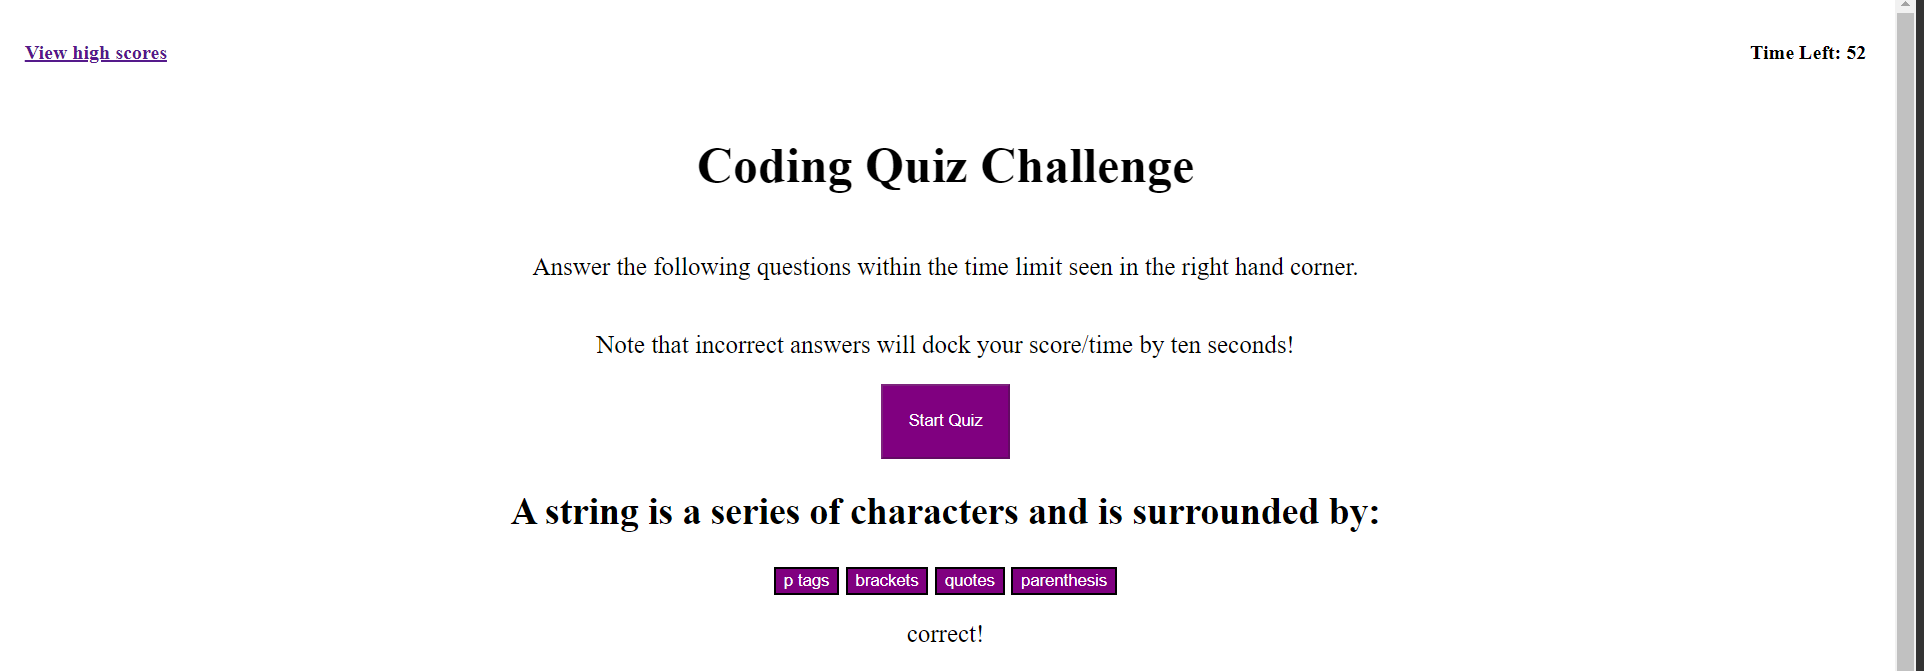 View high scores
Time Left: 52
Coding Quiz Challenge
Answer the following questions within the time limit seen in the right hand corner.
Note that incorrect answers will dock your score/time by ten seconds!
Start Quiz
A string is a series of characters and is surrounded by:
p tags brackets quotes parenthesis
correct!